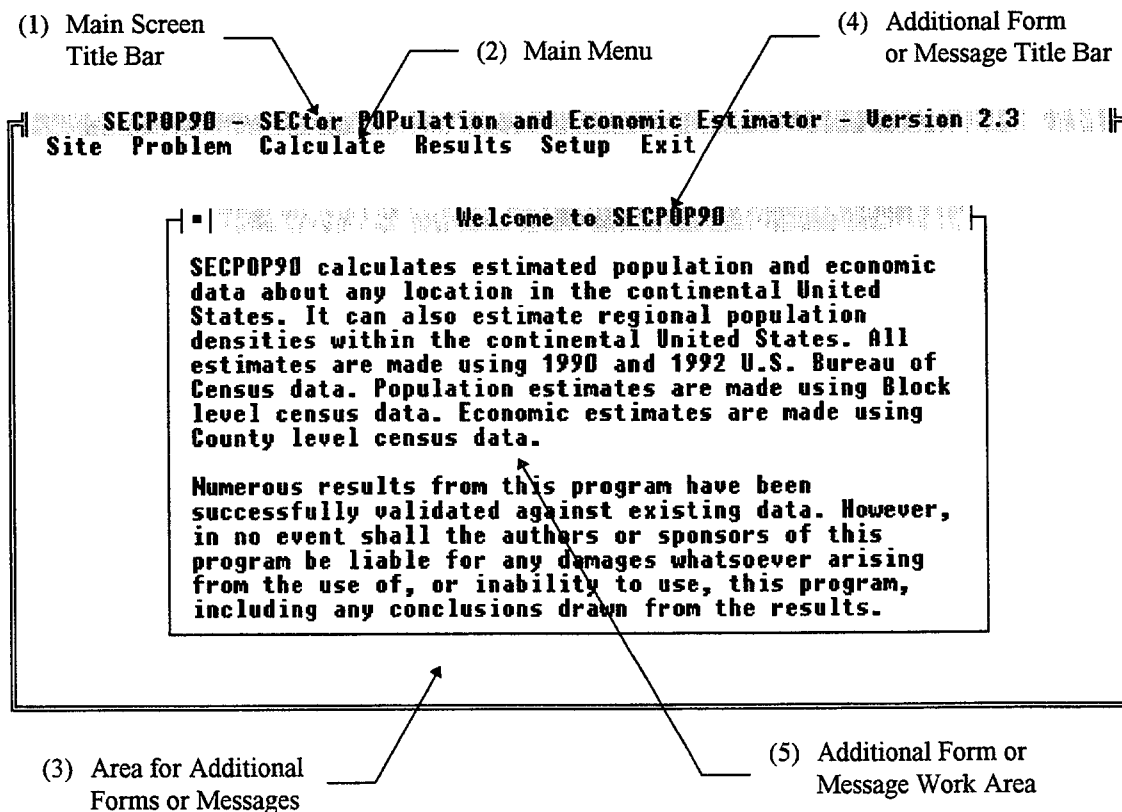 (1) Main Screen
Title Bar
(2) Main Menu
(4) Additional Form
or Message Title Bar
SECPOP90 - SECtor POPulation and Economic Estimator - Version 2.3
Site Problem Calculate Results Setup Exit
Welcome to SECPOP90
SECPOP90 calculates estimated population and economic
data about any location in the continental United
States. It can also estimate regional population
densities within the continental United States. All
estimates are made using 1990 and 1992 U.S. Bureau of
Census data. Population estimates are made using Block
level census data. Economic estimates are made using
County level census data.
Numerous results from this program have been
successfully validated against existing data. However,
in no event shall the authors or sponsors of this
program be liable for any damages whatsoever arising
from the use of, or inability to use, this program,
including any conclusions drawn from the results.
(3) Area for Additional
Forms or Messages
(5) Additional Form or
Message Work Area